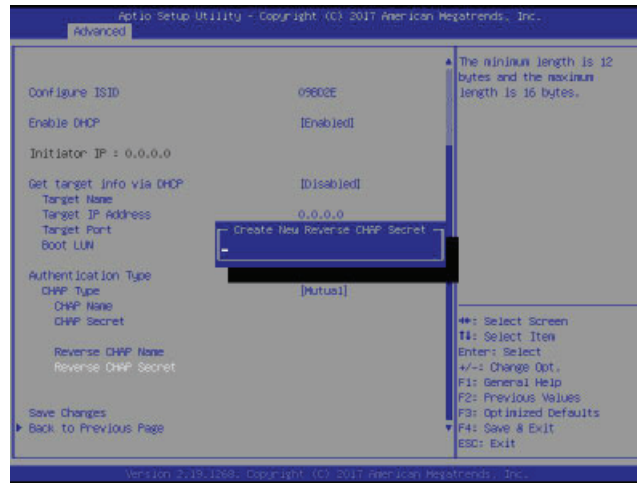 Aptio Setup Utility - Copyright (C) 2017 American Megatrends, Inc.
Advanced
Configure ISID 09BD2E
Enable DHCP [Enabled]
Initiator IP : 0.0.0.0
Get target info via DHCP [Disabled]
Target Name
Target IP Address 0.0.0.0
Target Port
Boot LUN
Create New Reverse CHAP Secret
Authentication Type
CHAP Type [Mutual]
CHAP Name
CHAP Secret
Reverse CHAP Name
Reverse CHAP Secret
Save Changes
Back to Previous Page
The minimum length is 12
bytes and the maximum
length is 16 bytes.
: Select Screen
: Select Item
Enter: Select
+/-: Change Opt.
F1: General Help
F2: Previous Values
F3: Optimized Defaults
F4: Save & Exit
ESC: Exit
Version 2.19.1268. Copyright (C) 2017 American Megatrends, Inc.